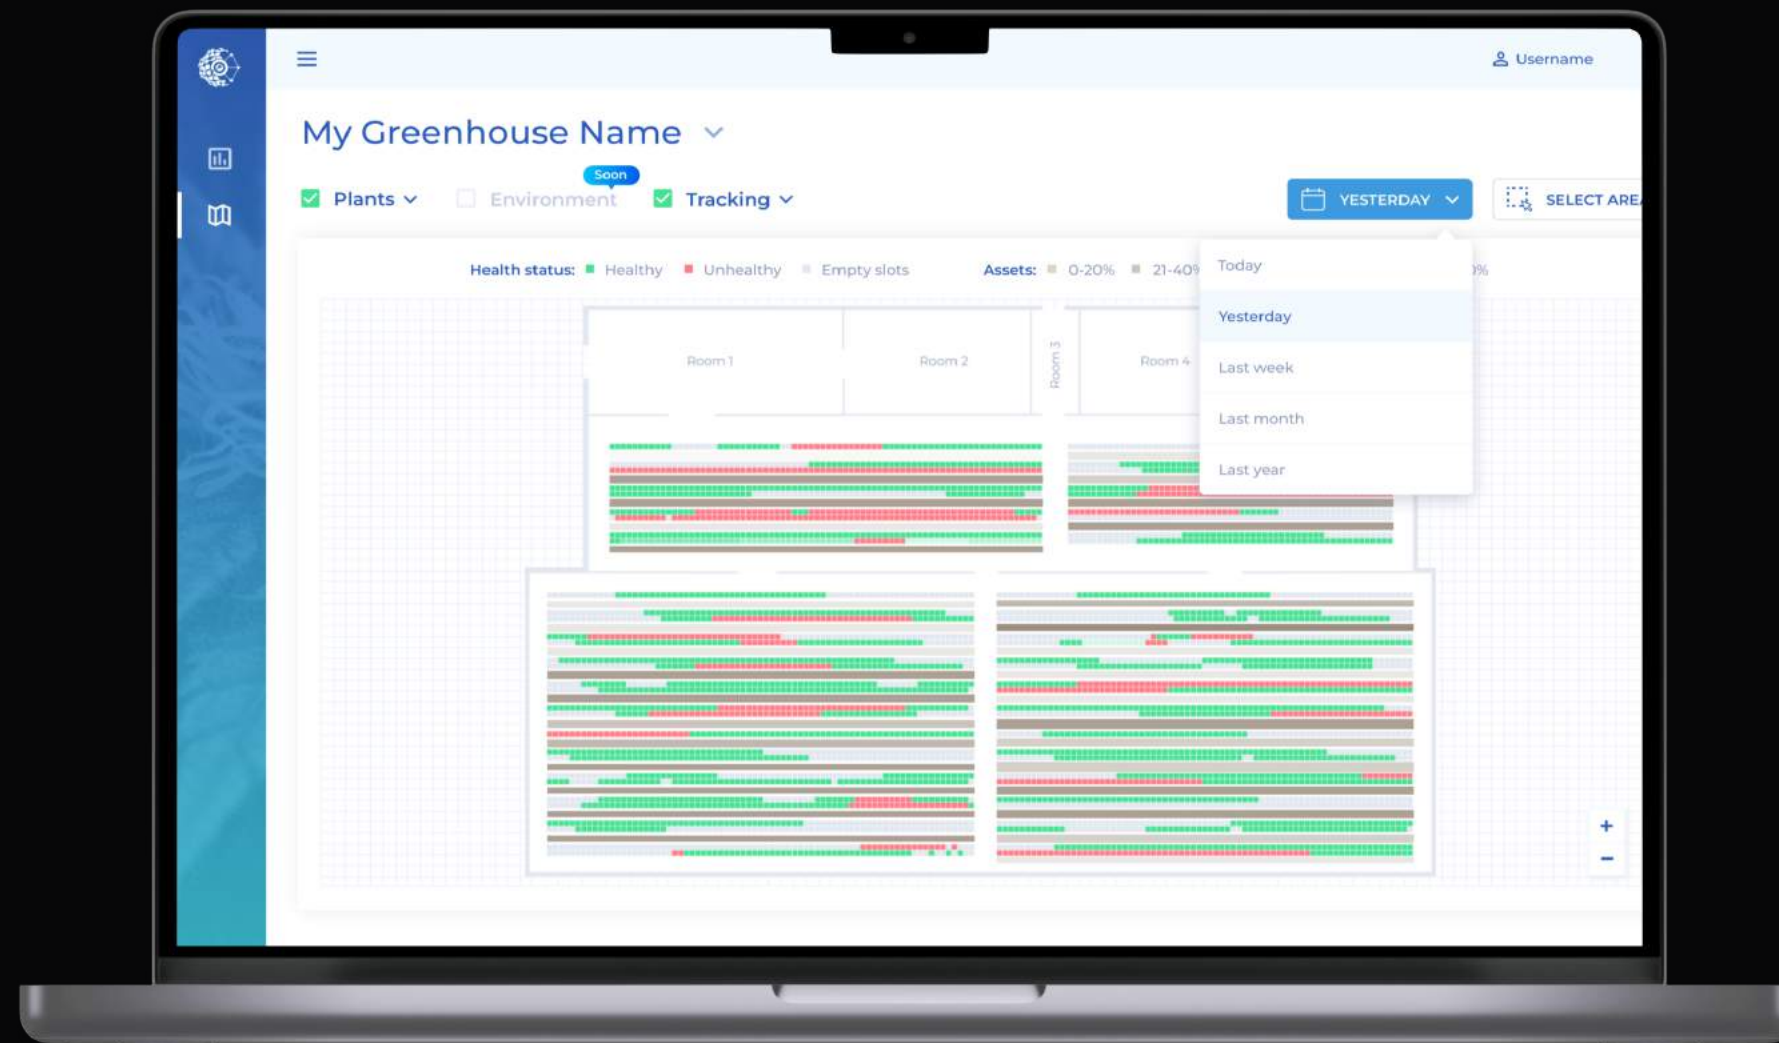 Username
My Greenhouse Name
Soon
Plants
Environment
Tracking
YESTERDAY
SELECT AREA
Health status: Healthy Unhealthy Empty slots Assets: 0-20% 21-40%
Today
Yesterday
Last week
Last month
Last year
Room 1
Room 2
Room 3
Room 4
+
−